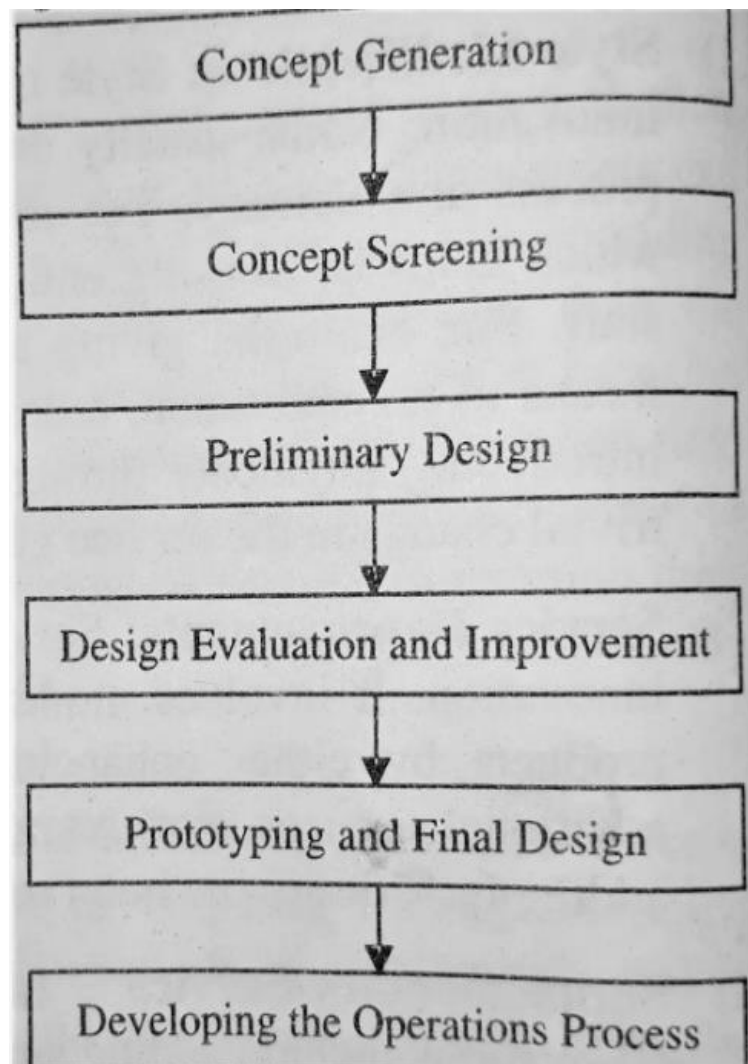 Concept Generation
Concept Screening
Preliminary Design
Design Evaluation and Improvement
Prototyping and Final Design
Developing the Operations Process